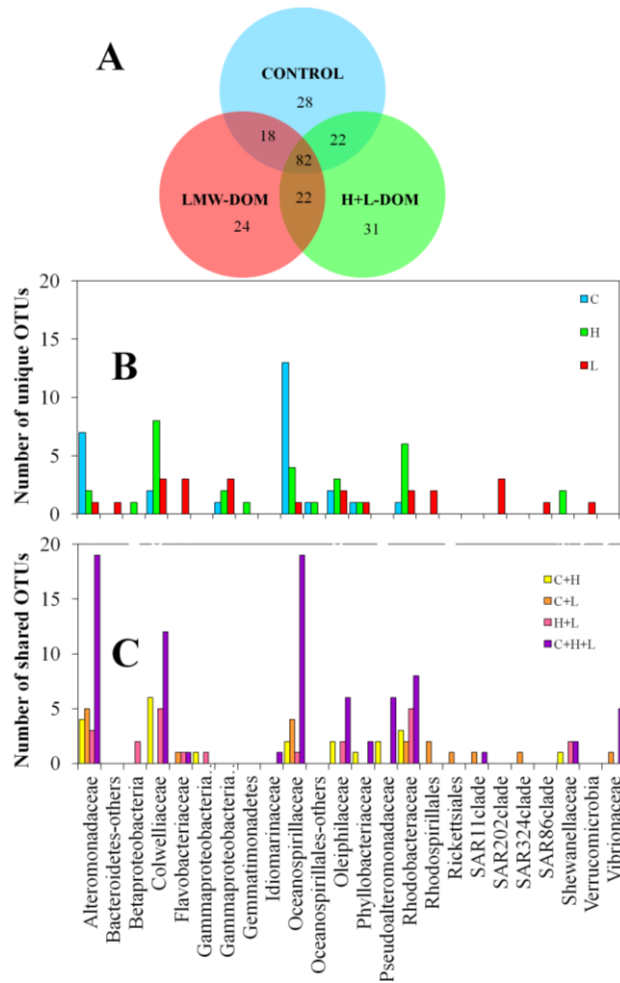 A
CONTROL
28
18
22
82
LMW-DOM
22
H+L-DOM
24
31
20
15
10
5
0
Number of unique OTUs
B
C
H
L
20
15
10
5
0
Number of shared OTUs
C
C+H
C+L
H+L
C+H+L
Alteromonadaceae
Bacteroidetes-others
Betaproteobacteria
Colwelliaceae
Flavobacteriaceae
Gammaproteobacteria.
Gammaproteobacteria.
Gemmatimonadetes
Idiomarinaceae
Oceanospirillaceae
Oceanospirillales-others
Oleiphilaceae
Phyllobacteriaceae
Pseudoalteromonadaceae
Rhodobacteraceae
Rhodospirillales
Rickettsiales
SAR11clade
SAR202clade
SAR324clade
SAR86clade
Shewanellaceae
Verrucomicrobia
Vibrionaceae